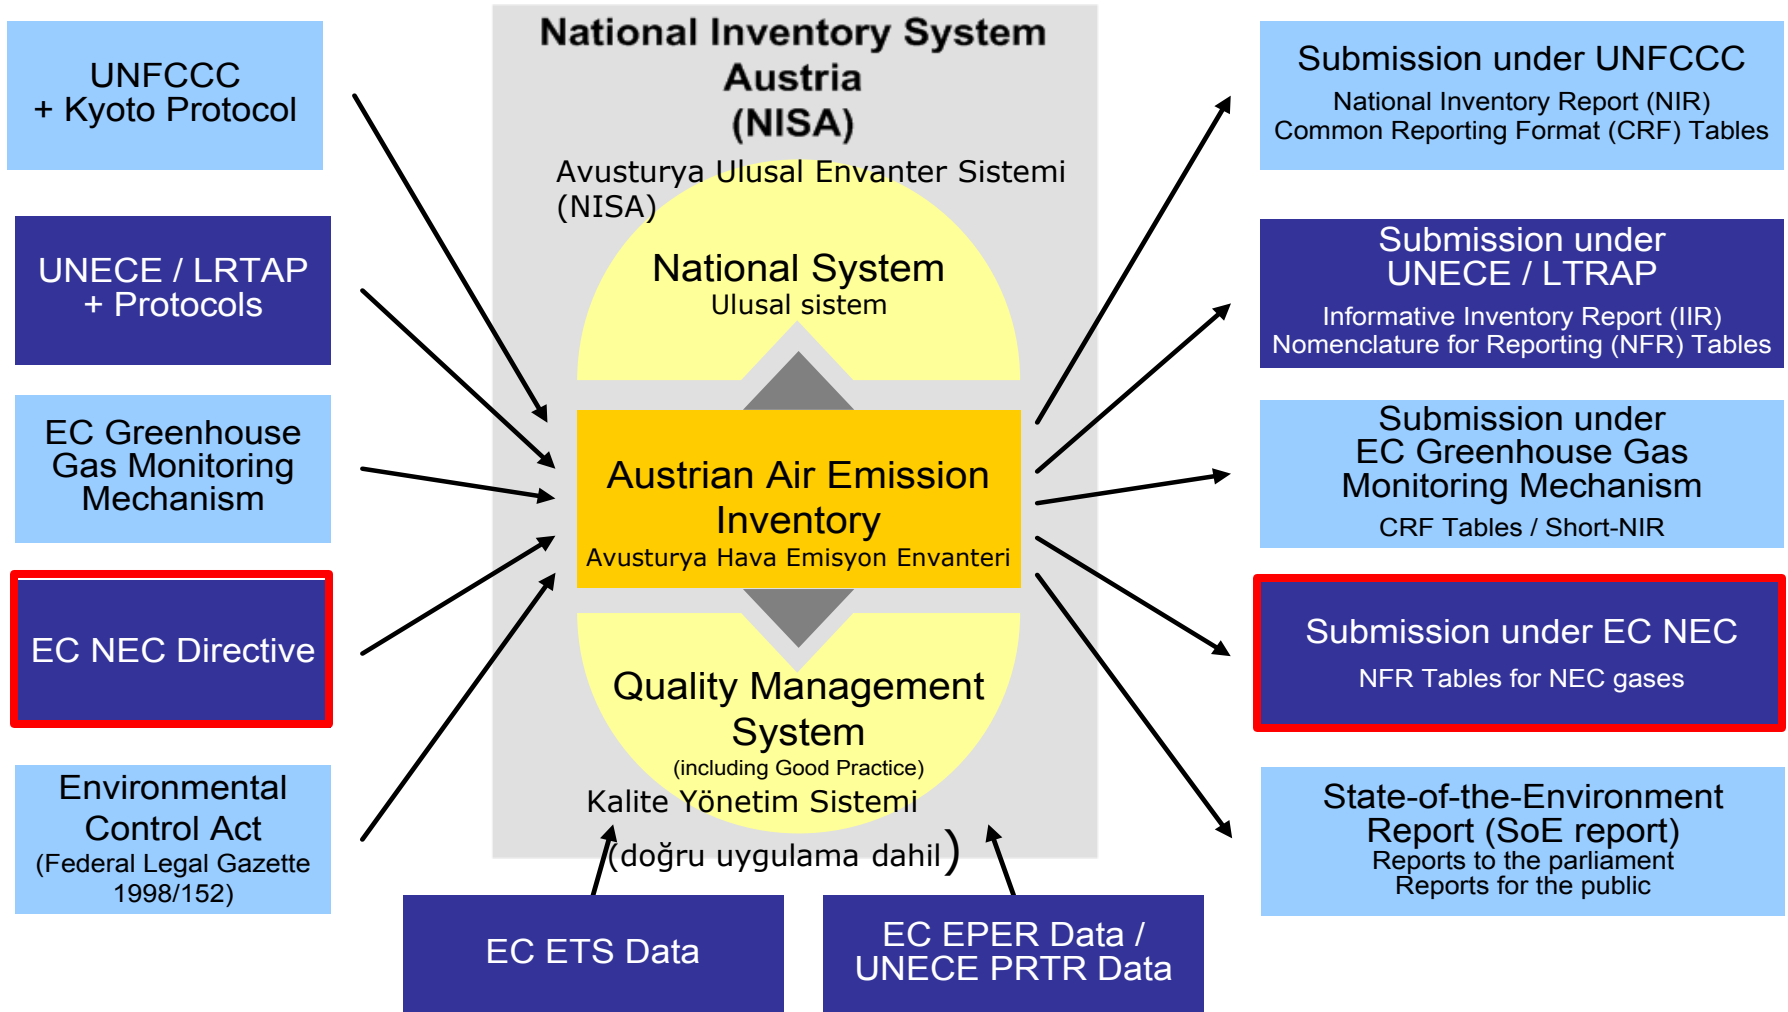 UNFCCC
+ Kyoto Protocol
UNECE / LRTAP
+ Protocols
EC Greenhouse
Gas Monitoring
Mechanism
EC NEC Directive
Environmental
Control Act
(Federal Legal Gazette
1998/152)
National Inventory System
Austria
(NISA)
Avusturya Ulusal Envanter Sistemi
(NISA)
National System
Ulusal sistem
Austrian Air Emission
Inventory
Avusturya Hava Emisyon Envanteri
Quality Management
System
(including Good Practice)
Kalite Yönetim Sistemi
(doğru uygulama dahil)
EC ETS Data
EC EPER Data /
UNECE PRTR Data
Submission under UNFCCC
National Inventory Report (NIR)
Common Reporting Format (CRF) Tables
Submission under
UNECE / LTRAP
Informative Inventory Report (IIR)
Nomenclature for Reporting (NFR) Tables
Submission under
EC Greenhouse Gas
Monitoring Mechanism
CRF Tables / Short-NIR
Submission under EC NEC
NFR Tables for NEC gases
State-of-the-Environment
Report (SoE report)
Reports to the parliament
Reports for the public